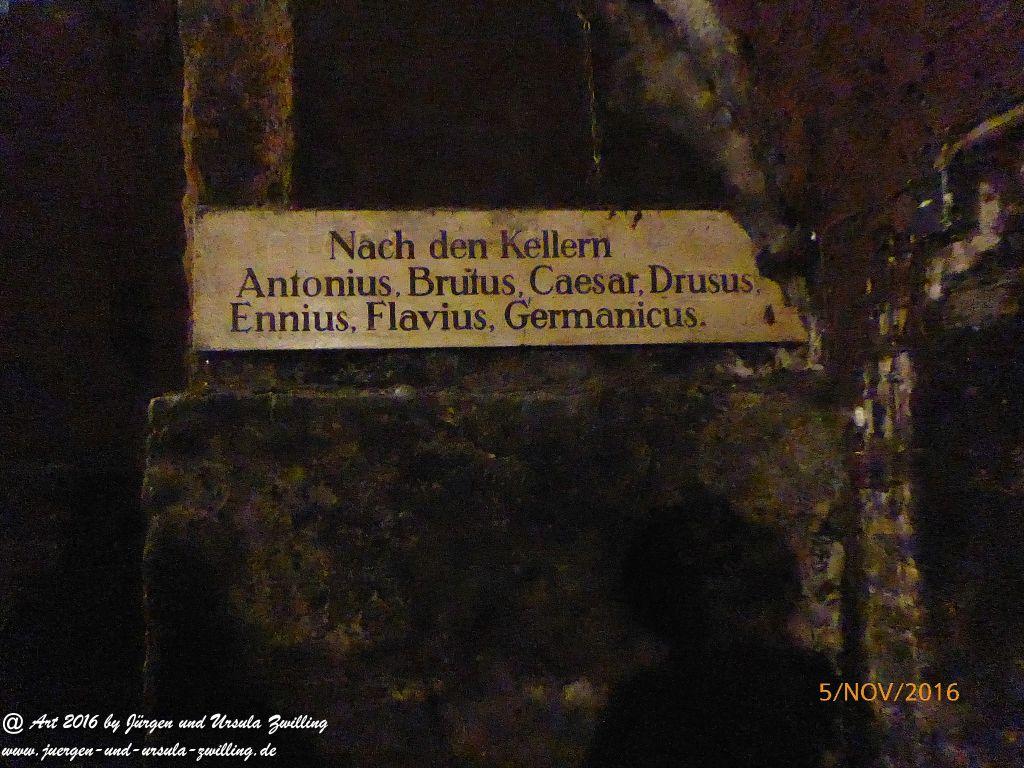 Nach den Kellern
Antonius, Brutus, Caesar, Drusus,
Ennius, Flavius, Germanicus.
5/NOV/2016
@ Art 2016 by Jürgen und Ursula Zwilling
www.juergen-und-ursula-zwilling.de